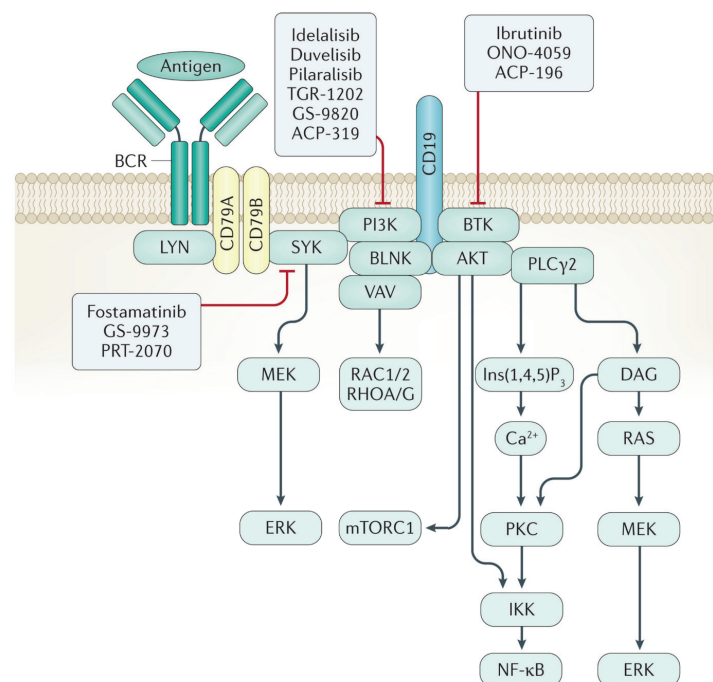 Idelalisib
Duvelisib
Pilaralisib
TGR-1202
GS-9820
ACP-319
Ibrutinib
ONO-4059
ACP-196
Antigen
BCR
CD79A
CD79B
CD19
LYN
SYK
PI3K
BTK
BLNK
AKT
PLCγ2
VAV
Fostamatinib
GS-9973
PRT-2070
MEK
RAC1/2
RHOA/G
Ins(1,4,5)P₃
DAG
Ca²⁺
RAS
ERK
mTORC1
PKC
MEK
IKK
NF-κB
ERK